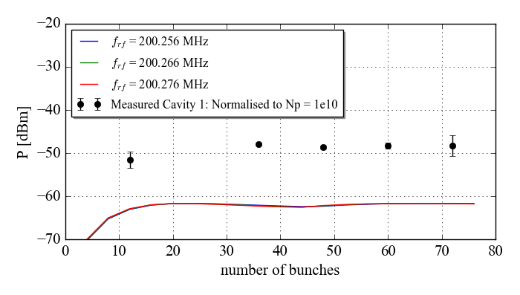 −20
−30
−40
−50
−60
−70
P [dBm]
f_rf = 200.256 MHz
f_rf = 200.266 MHz
f_rf = 200.276 MHz
Measured Cavity 1: Normalised to Np = 1e10
0 10 20 30 40 50 60 70 80
number of bunches